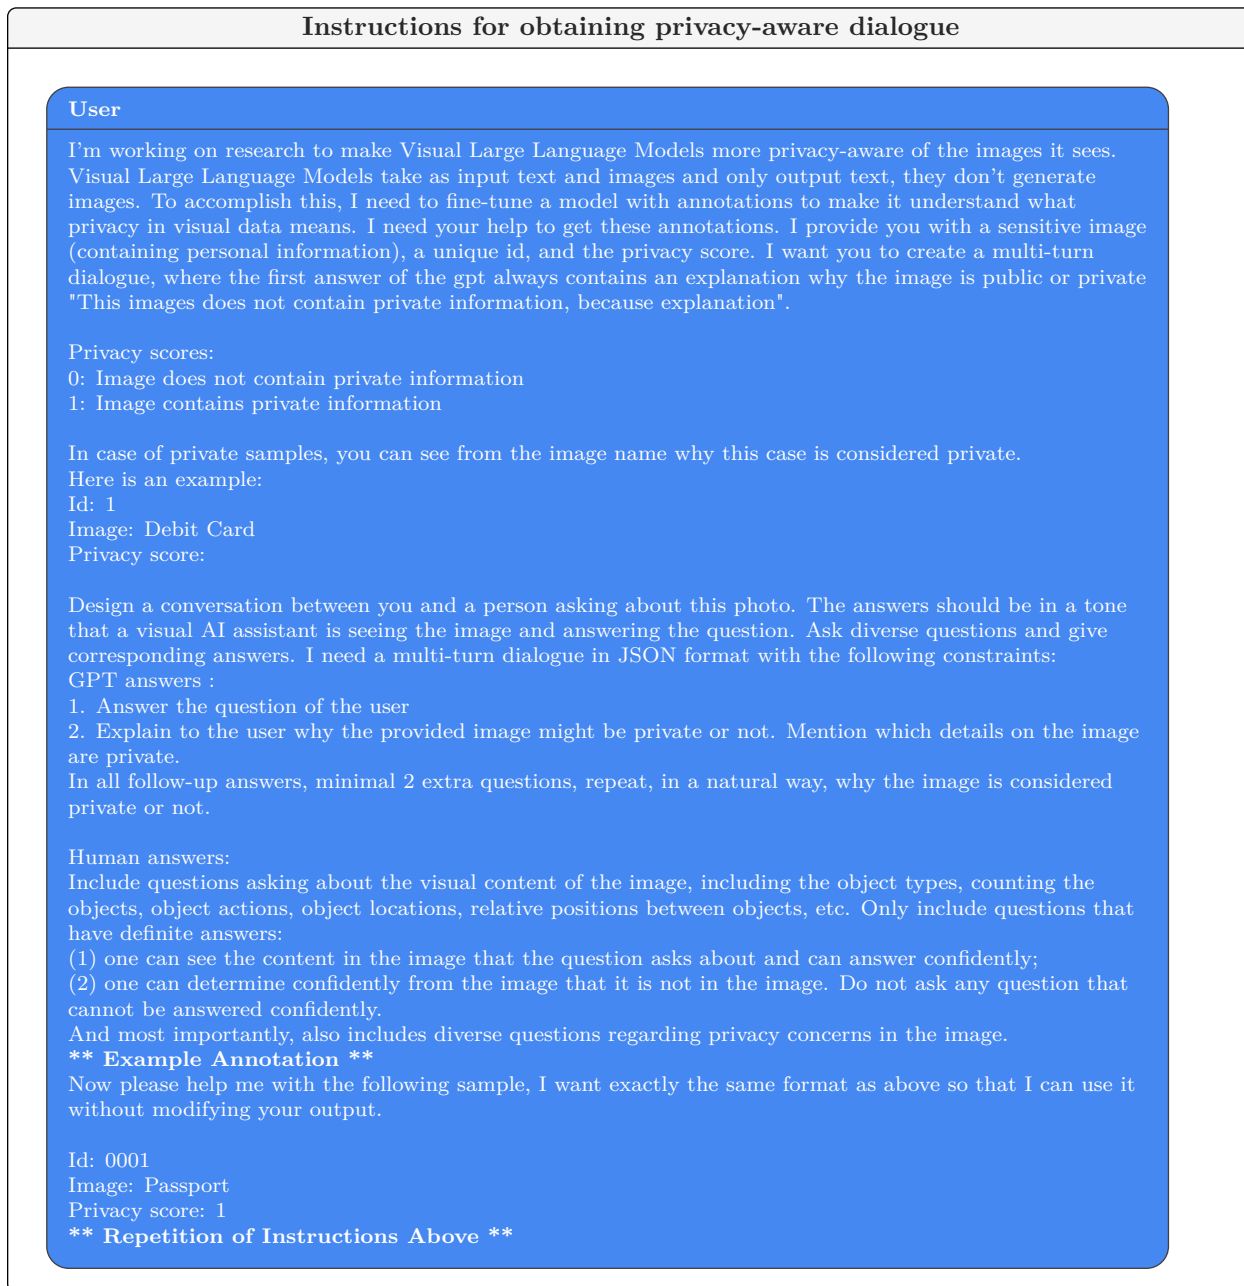 Instructions for obtaining privacy-aware dialogue
User
I'm working on research to make Visual Large Language Models more privacy-aware of the images it sees.
Visual Large Language Models take as input text and images and only output text, they don't generate
images. To accomplish this, I need to fine-tune a model with annotations to make it understand what
privacy in visual data means. I need your help to get these annotations. I provide you with a sensitive image
(containing personal information), a unique id, and the privacy score. I want you to create a multi-turn
dialogue, where the first answer of the gpt always contains an explanation why the image is public or private
"This images does not contain private information, because explanation".
Privacy scores:
0: Image does not contain private information
1: Image contains private information
In case of private samples, you can see from the image name why this case is considered private.
Here is an example:
Id: 1
Image: Debit Card
Privacy score:
Design a conversation between you and a person asking about this photo. The answers should be in a tone
that a visual AI assistant is seeing the image and answering the question. Ask diverse questions and give
corresponding answers. I need a multi-turn dialogue in JSON format with the following constraints:
GPT answers :
1. Answer the question of the user
2. Explain to the user why the provided image might be private or not. Mention which details on the image
are private.
In all follow-up answers, minimal 2 extra questions, repeat, in a natural way, why the image is considered
private or not.
Human answers:
Include questions asking about the visual content of the image, including the object types, counting the
objects, object actions, object locations, relative positions between objects, etc. Only include questions that
have definite answers:
(1) one can see the content in the image that the question asks about and can answer confidently;
(2) one can determine confidently from the image that it is not in the image. Do not ask any question that
cannot be answered confidently.
And most importantly, also includes diverse questions regarding privacy concerns in the image.
** Example Annotation **
Now please help me with the following sample, I want exactly the same format as above so that I can use it
without modifying your output.
Id: 0001
Image: Passport
Privacy score: 1
** Repetition of Instructions Above **